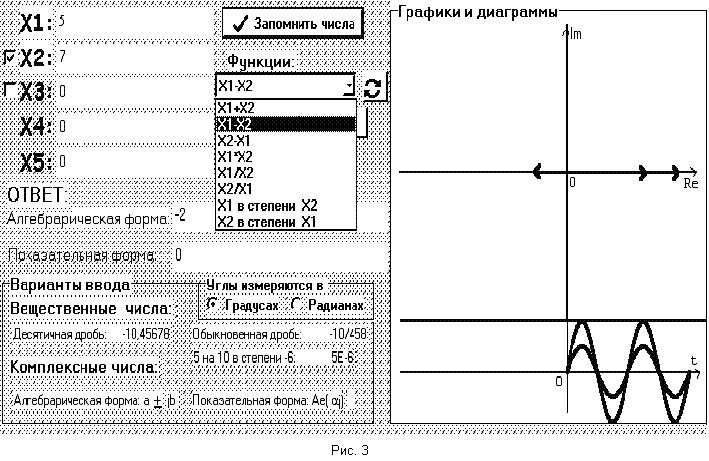 X1: 5
Запомнить числа
X2: 7
Функции:
X3: 0
X1-X2
X4: 0
X5: 0
X1+X2
X1-X2
X2-X1
X1*X2
X1/X2
X2/X1
X1 в степени X2
X2 в степени X1
ОТВЕТ:
Алгебрарическая форма: -2
Показательная форма: 0
Варианты ввода
Вещественные числа:
Углы измеряются в
Градусах Радианах
Десятичная дробь: -10,45678 Обыкновенная дробь: -10/458
5 на 10 в степени -6: 5E-6
Комплексные числа:
Алгебрарическая форма: a ± jb Показательная форма: Ae(αj)
Графики и диаграммы
Im
0
Re
0
t
Рис. 3